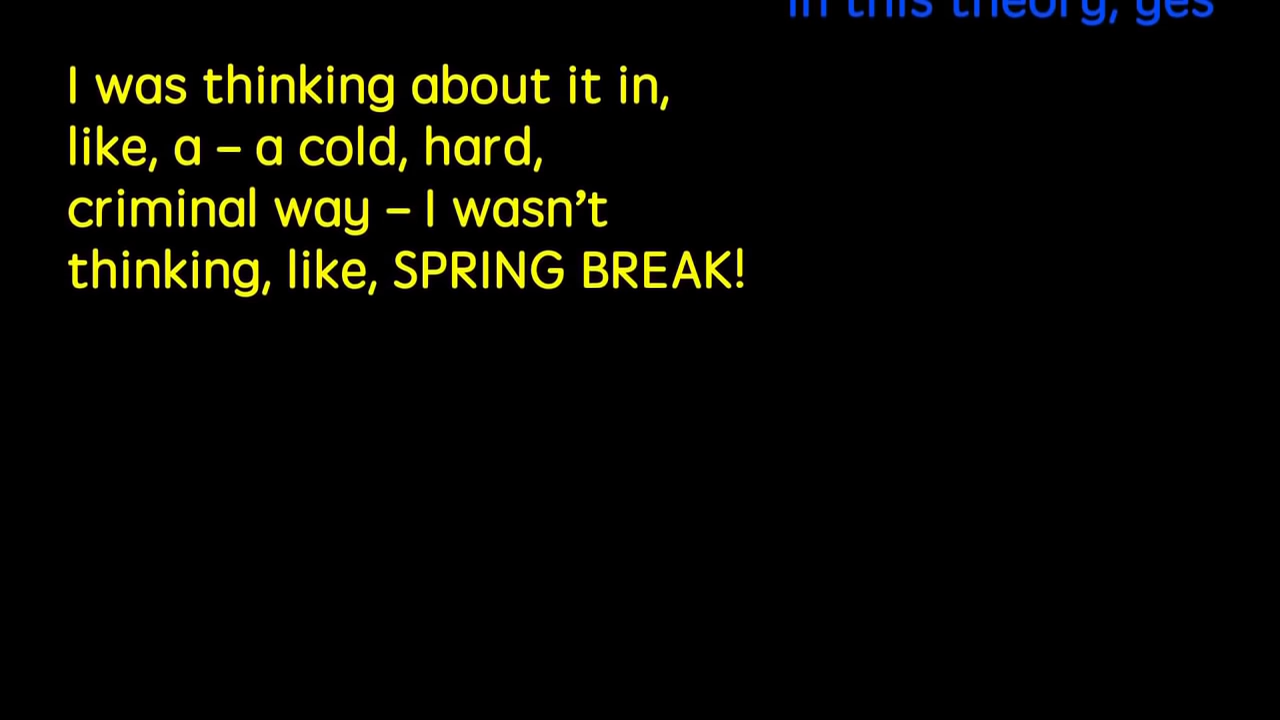 in this theory, yes
I was thinking about it in,
like, a – a cold, hard,
criminal way – I wasn’t
thinking, like, SPRING BREAK!